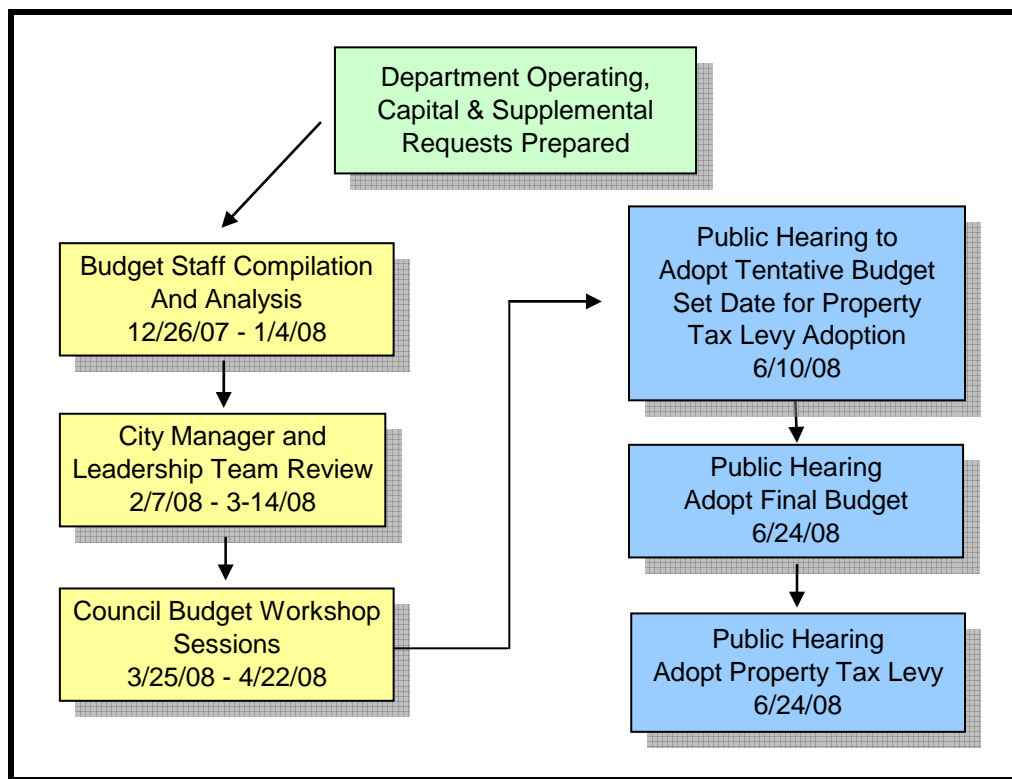 Department Operating,
Capital & Supplemental
Requests Prepared
Budget Staff Compilation
And Analysis
12/26/07 - 1/4/08
City Manager and
Leadership Team Review
2/7/08 - 3-14/08
Council Budget Workshop
Sessions
3/25/08 - 4/22/08
Public Hearing to
Adopt Tentative Budget
Set Date for Property
Tax Levy Adoption
6/10/08
Public Hearing
Adopt Final Budget
6/24/08
Public Hearing
Adopt Property Tax Levy
6/24/08